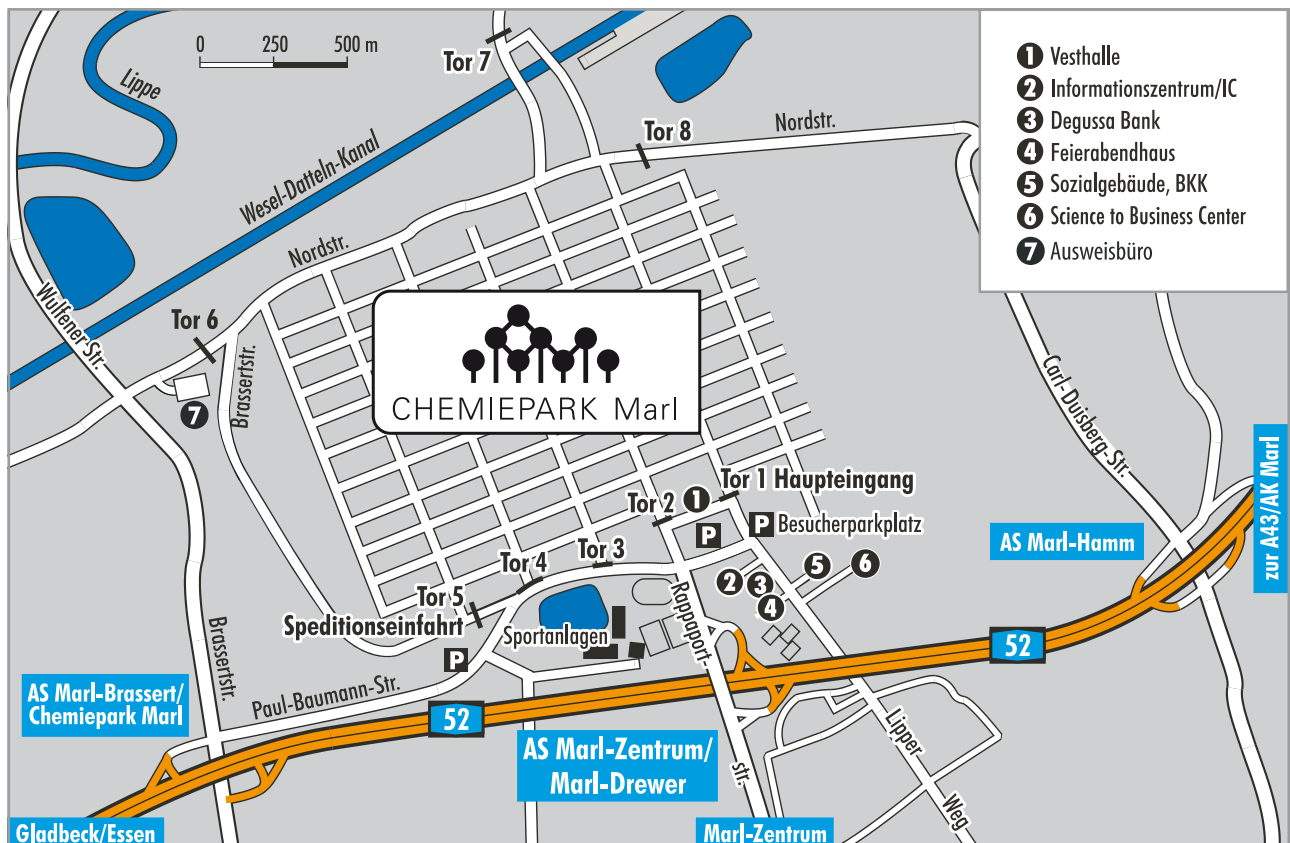 0 250 500 m
Lippe
Tor 7
Wesel-Datteln-Kanal
Tor 8
Nordstr.
1 Vesthalle
2 Informationszentrum/IC
3 Degussa Bank
4 Feierabendhaus
5 Sozialgebäude, BKK
6 Science to Business Center
7 Ausweisbüro
Nordstr.
Wulfener Str.
Tor 6
Brassertstr.
7
CHEMIEPARK Marl
Carl-Duisberg-Str.
Tor 1 Haupteingang
Tor 2
1
P
P Besucherparkplatz
AS Marl-Hamm
zur A43/AK Marl
Tor 3
Tor 4
Tor 5
Speditionseinfahrt
2
3
4
5
6
Sportanlagen
P
Rappaport-
str.
52
Brassertstr.
AS Marl-Brassert/
Chemiepark Marl
Paul-Baumann-Str.
52
AS Marl-Zentrum/
Marl-Drewer
Lipper
Weg
Gladbeck/Essen
Marl-Zentrum